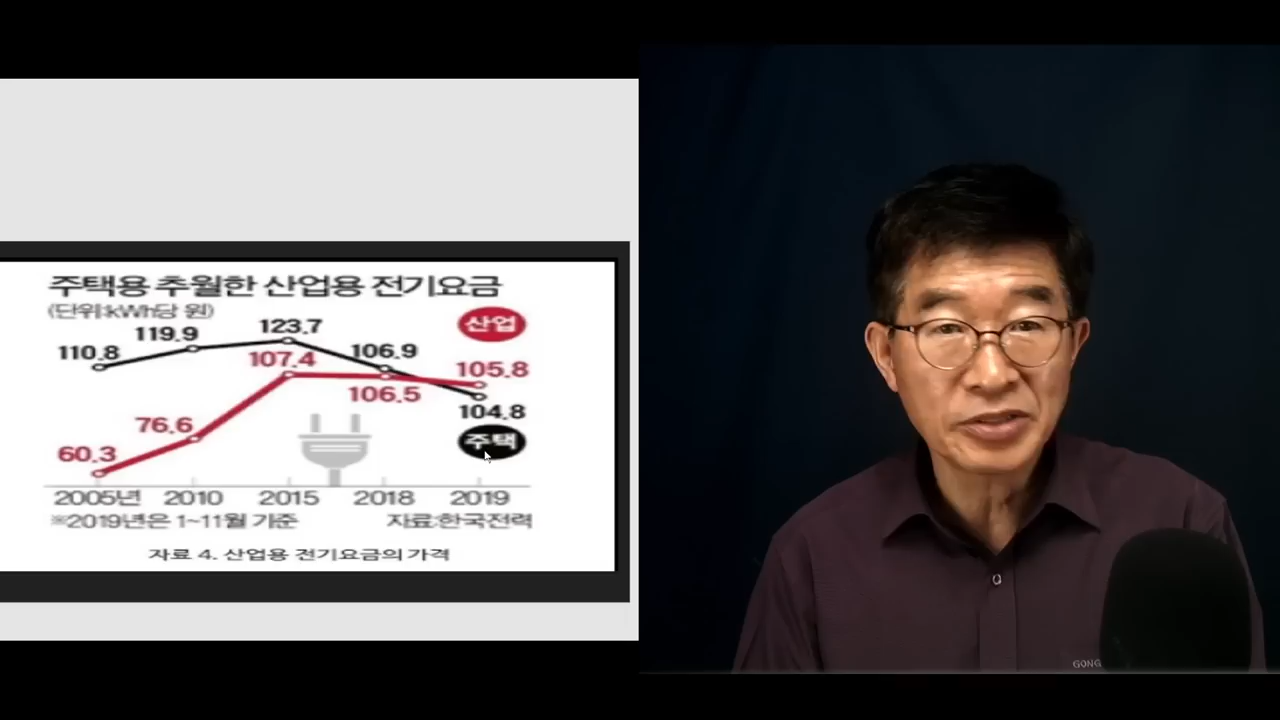 주택용 추월한 산업용 전기요금
(단위:kWh당 원)
산업
110.8 119.9 123.7 106.9 104.8
60.3 76.6 107.4 106.5 105.8
주택
2005년 2010 2015 2018 2019
※2019년은 1~11월 기준 자료:한국전력
자료 4. 산업용 전기요금의 가격
GONG